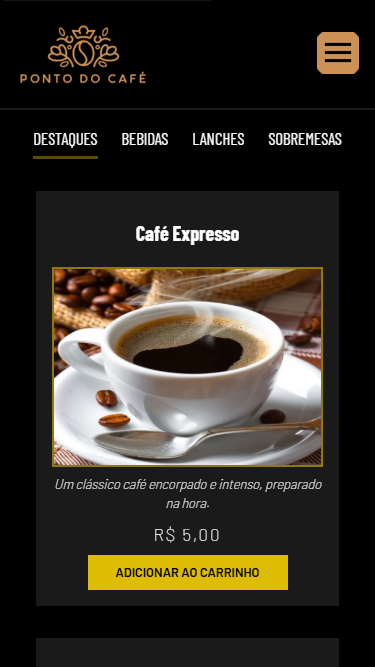 PONTO DO CAFÉ
DESTAQUES BEBIDAS LANCHES SOBREMESAS
Café Expresso
Um clássico café encorpado e intenso, preparado
na hora.
R$ 5,00
ADICIONAR AO CARRINHO